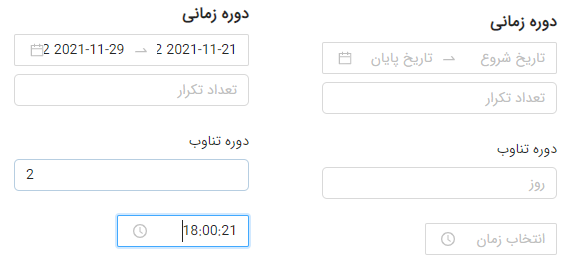 دوره زمانی
تاریخ شروع → تاریخ پایان
تعداد تکرار
دوره تناوب
روز
انتخاب زمان
دوره زمانی
2 2021-11-21 → 2 2021-11-29
تعداد تکرار
دوره تناوب
2
18:00:21